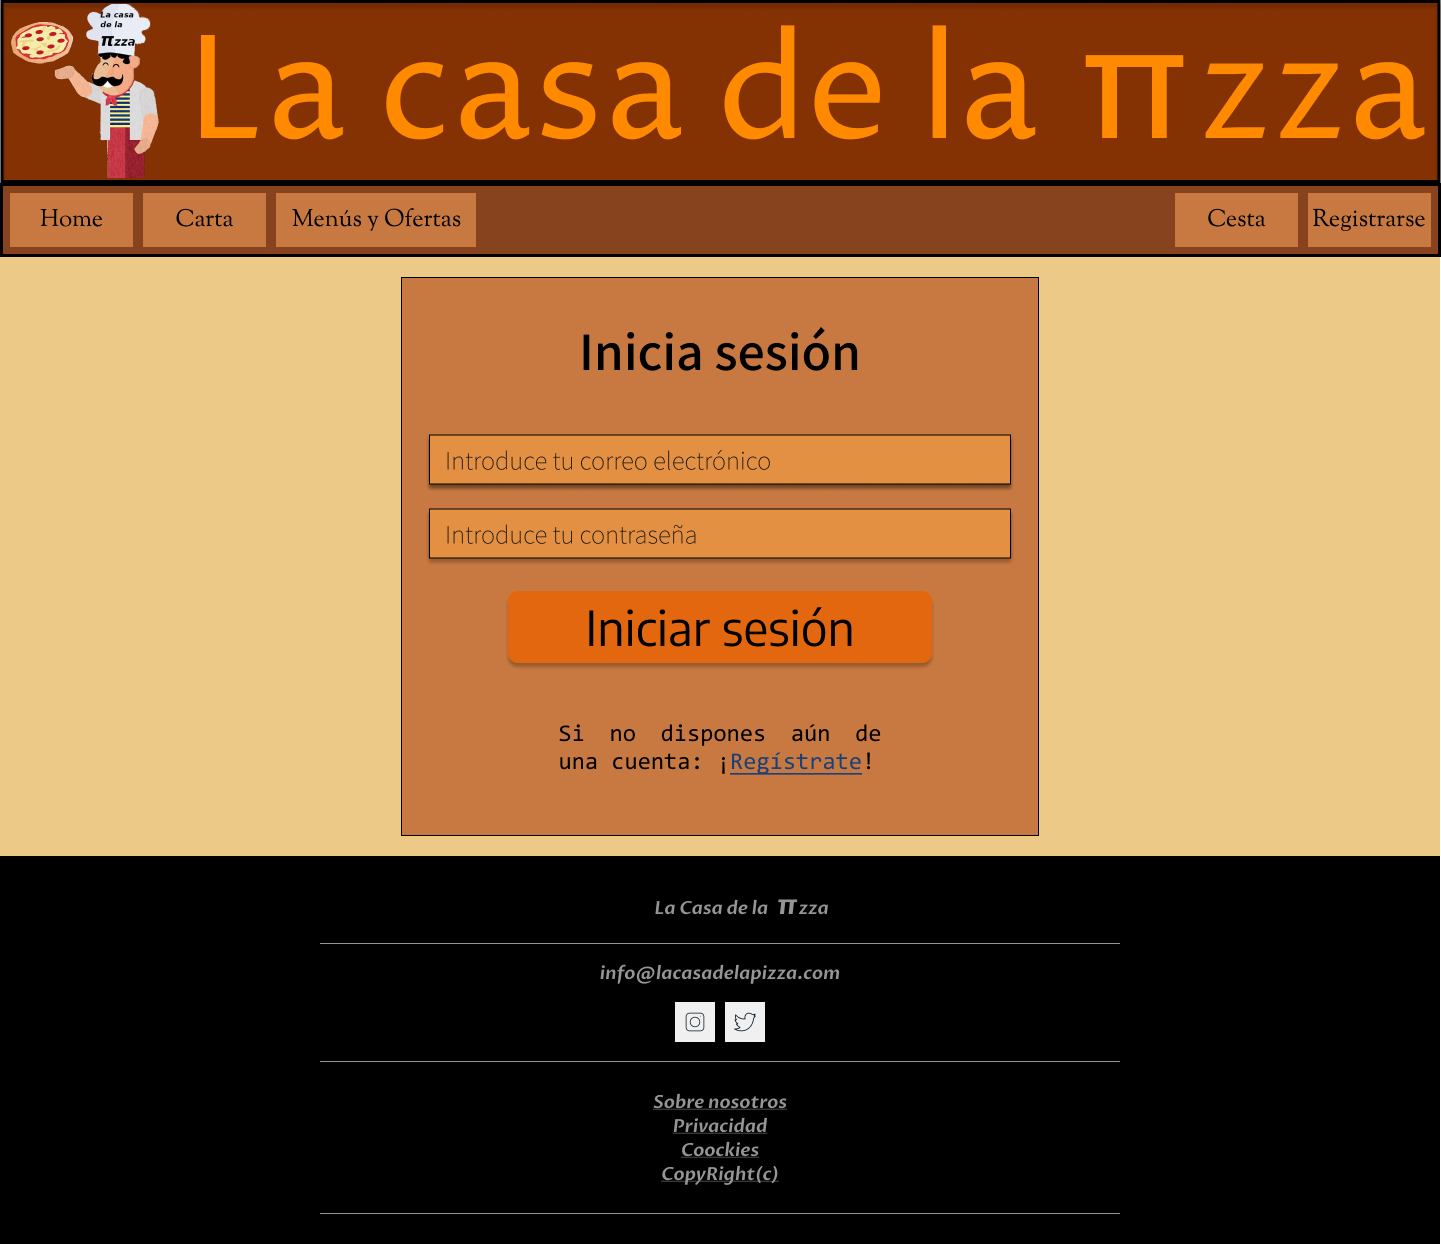 La casa
de la
πzza
La casa de la πzza
Home
Carta
Menús y Ofertas
Cesta
Registrarse
Inicia sesión
Introduce tu correo electrónico
Introduce tu contraseña
Iniciar sesión
Si no dispones aún de
una cuenta: ¡Regístrate!
La Casa de la πzza
info@lacasadelapizza.com
Sobre nosotros
Privacidad
Coockies
CopyRight(c)